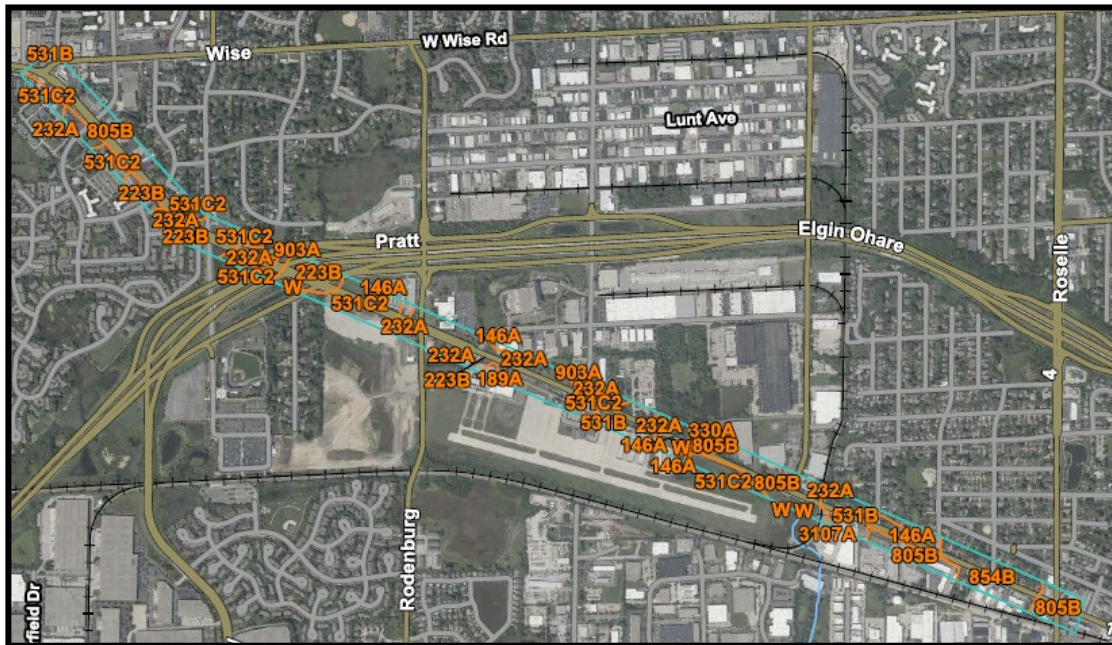 531B
Wise
W Wise Rd
531C2
232A
805B
Lunt Ave
531C2
223B
531C2
232A
223B
531C2
Pratt
Elgin Ohare
903A
232A
531C2
223B
W
146A
531C2
232A
Roselle
146A
232A
232A
223B
189A
903A
232A
531C2
4
531B
232A
330A
146A
W
805B
146A
531C2
805B
232A
W
W
531B
3107A
146A
805B
854B
805B
Rodenburg
rfield Dr